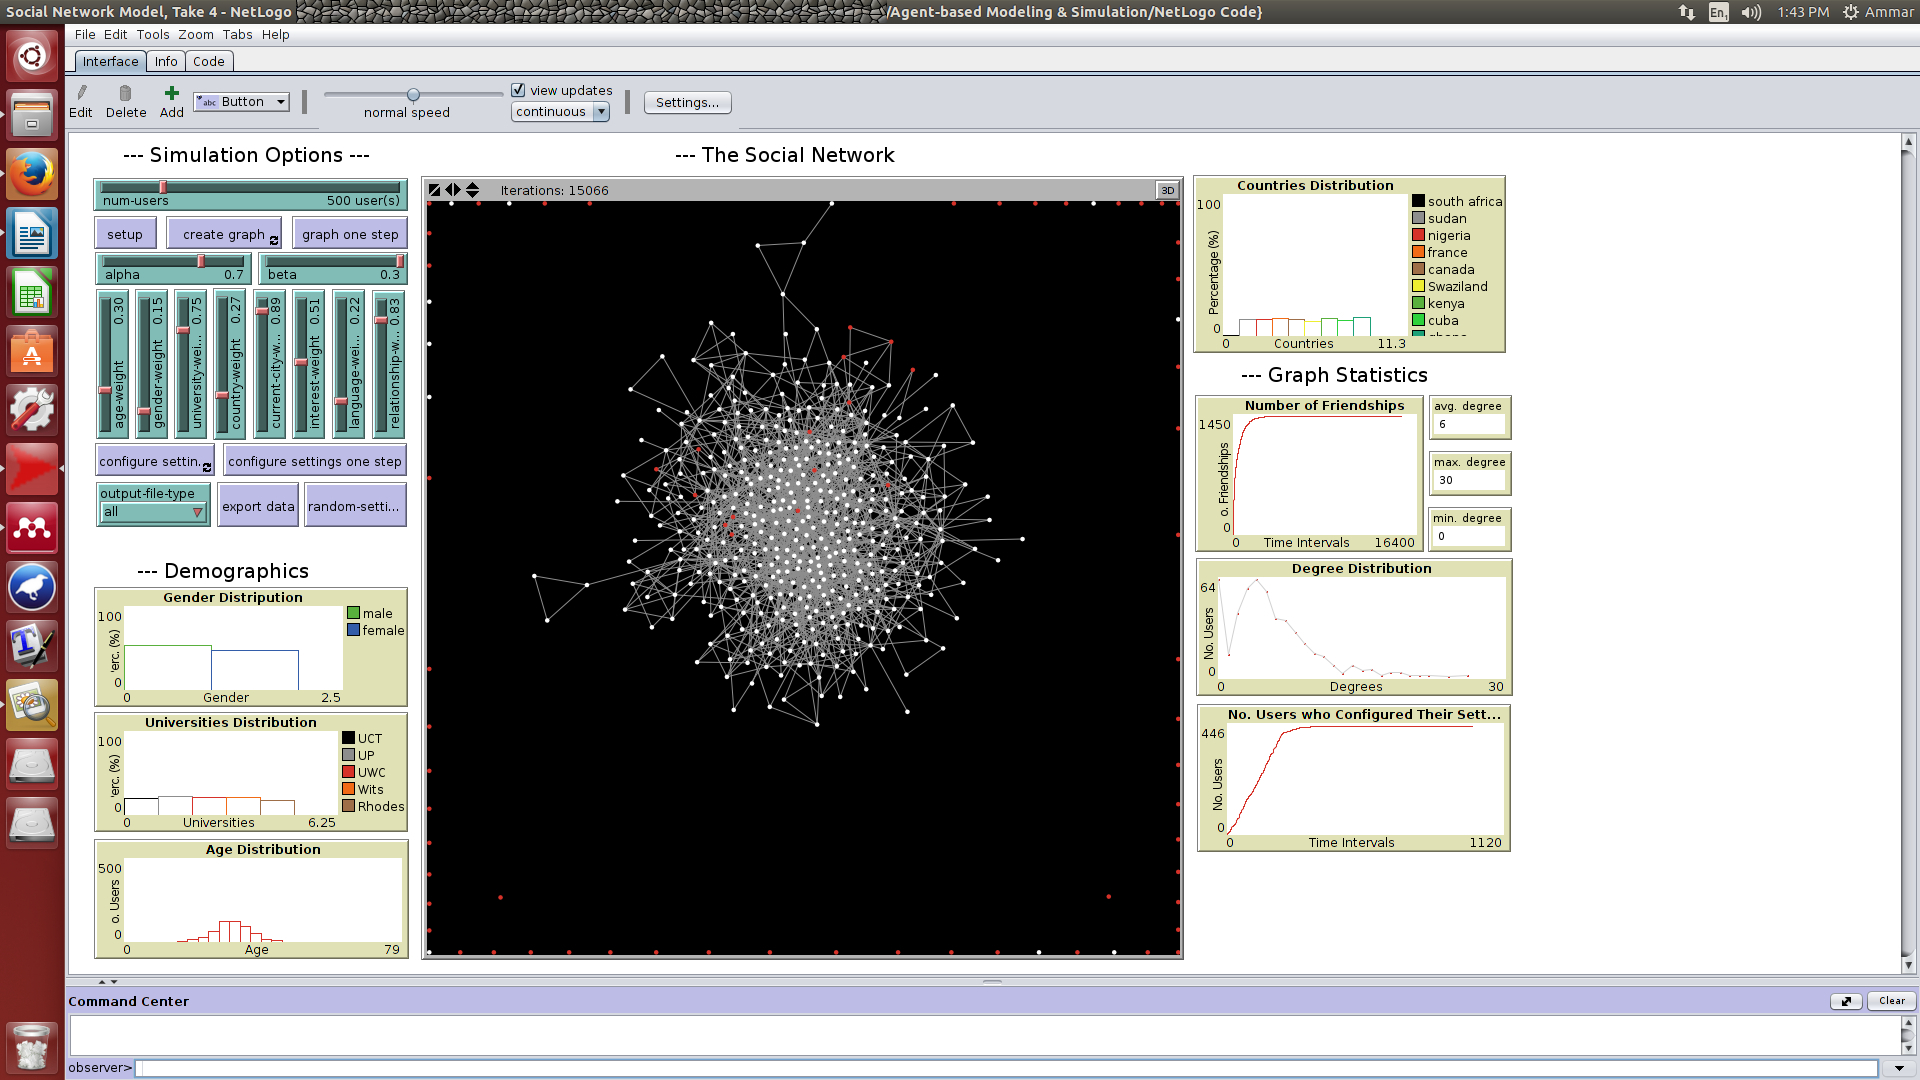 Social Network Model, Take 4 - NetLogo
/Agent-based Modeling & Simulation/NetLogo Code}
En1
1:43 PM
Ammar
File Edit Tools Zoom Tabs Help
Interface Info Code
Edit Delete Add
abc Button
normal speed
view updates
continuous
Settings...
--- Simulation Options ---
num-users 500 user(s)
setup
create graph
graph one step
alpha 0.7
beta 0.3
age-weight 0.30
gender-weight 0.15
university-wei... 0.75
country-weight 0.27
current-city-w... 0.89
interest-weight 0.51
language-wei... 0.22
relationship-w... 0.83
configure settin...
configure settings one step
output-file-type
all
export data
random-setti...
--- Demographics
Gender Distripution
100
'erc. (%)
0
0 Gender 2.5
male
female
Universities Distribution
100
'erc. (%)
0
0 Universities 6.25
UCT
UP
UWC
Wits
Rhodes
Age Distribution
500
o. Users
0
0 Age 79
--- The Social Network
Iterations: 15066
3D
Countries Distribution
100
Percentage (%)
0
0 Countries 11.3
south africa
sudan
nigeria
france
canada
Swaziland
kenya
cuba
--- Graph Statistics
Number of Friendships
1450
o. Friendships
0
0 Time Intervals 16400
avg. degree
6
max. degree
30
min. degree
0
Degree Distribution
64
No. Users
0
0 Degrees 30
No. Users who Configured Their Sett...
446
No. Users
0
0 Time Intervals 1120
Command Center
Clear
observer>